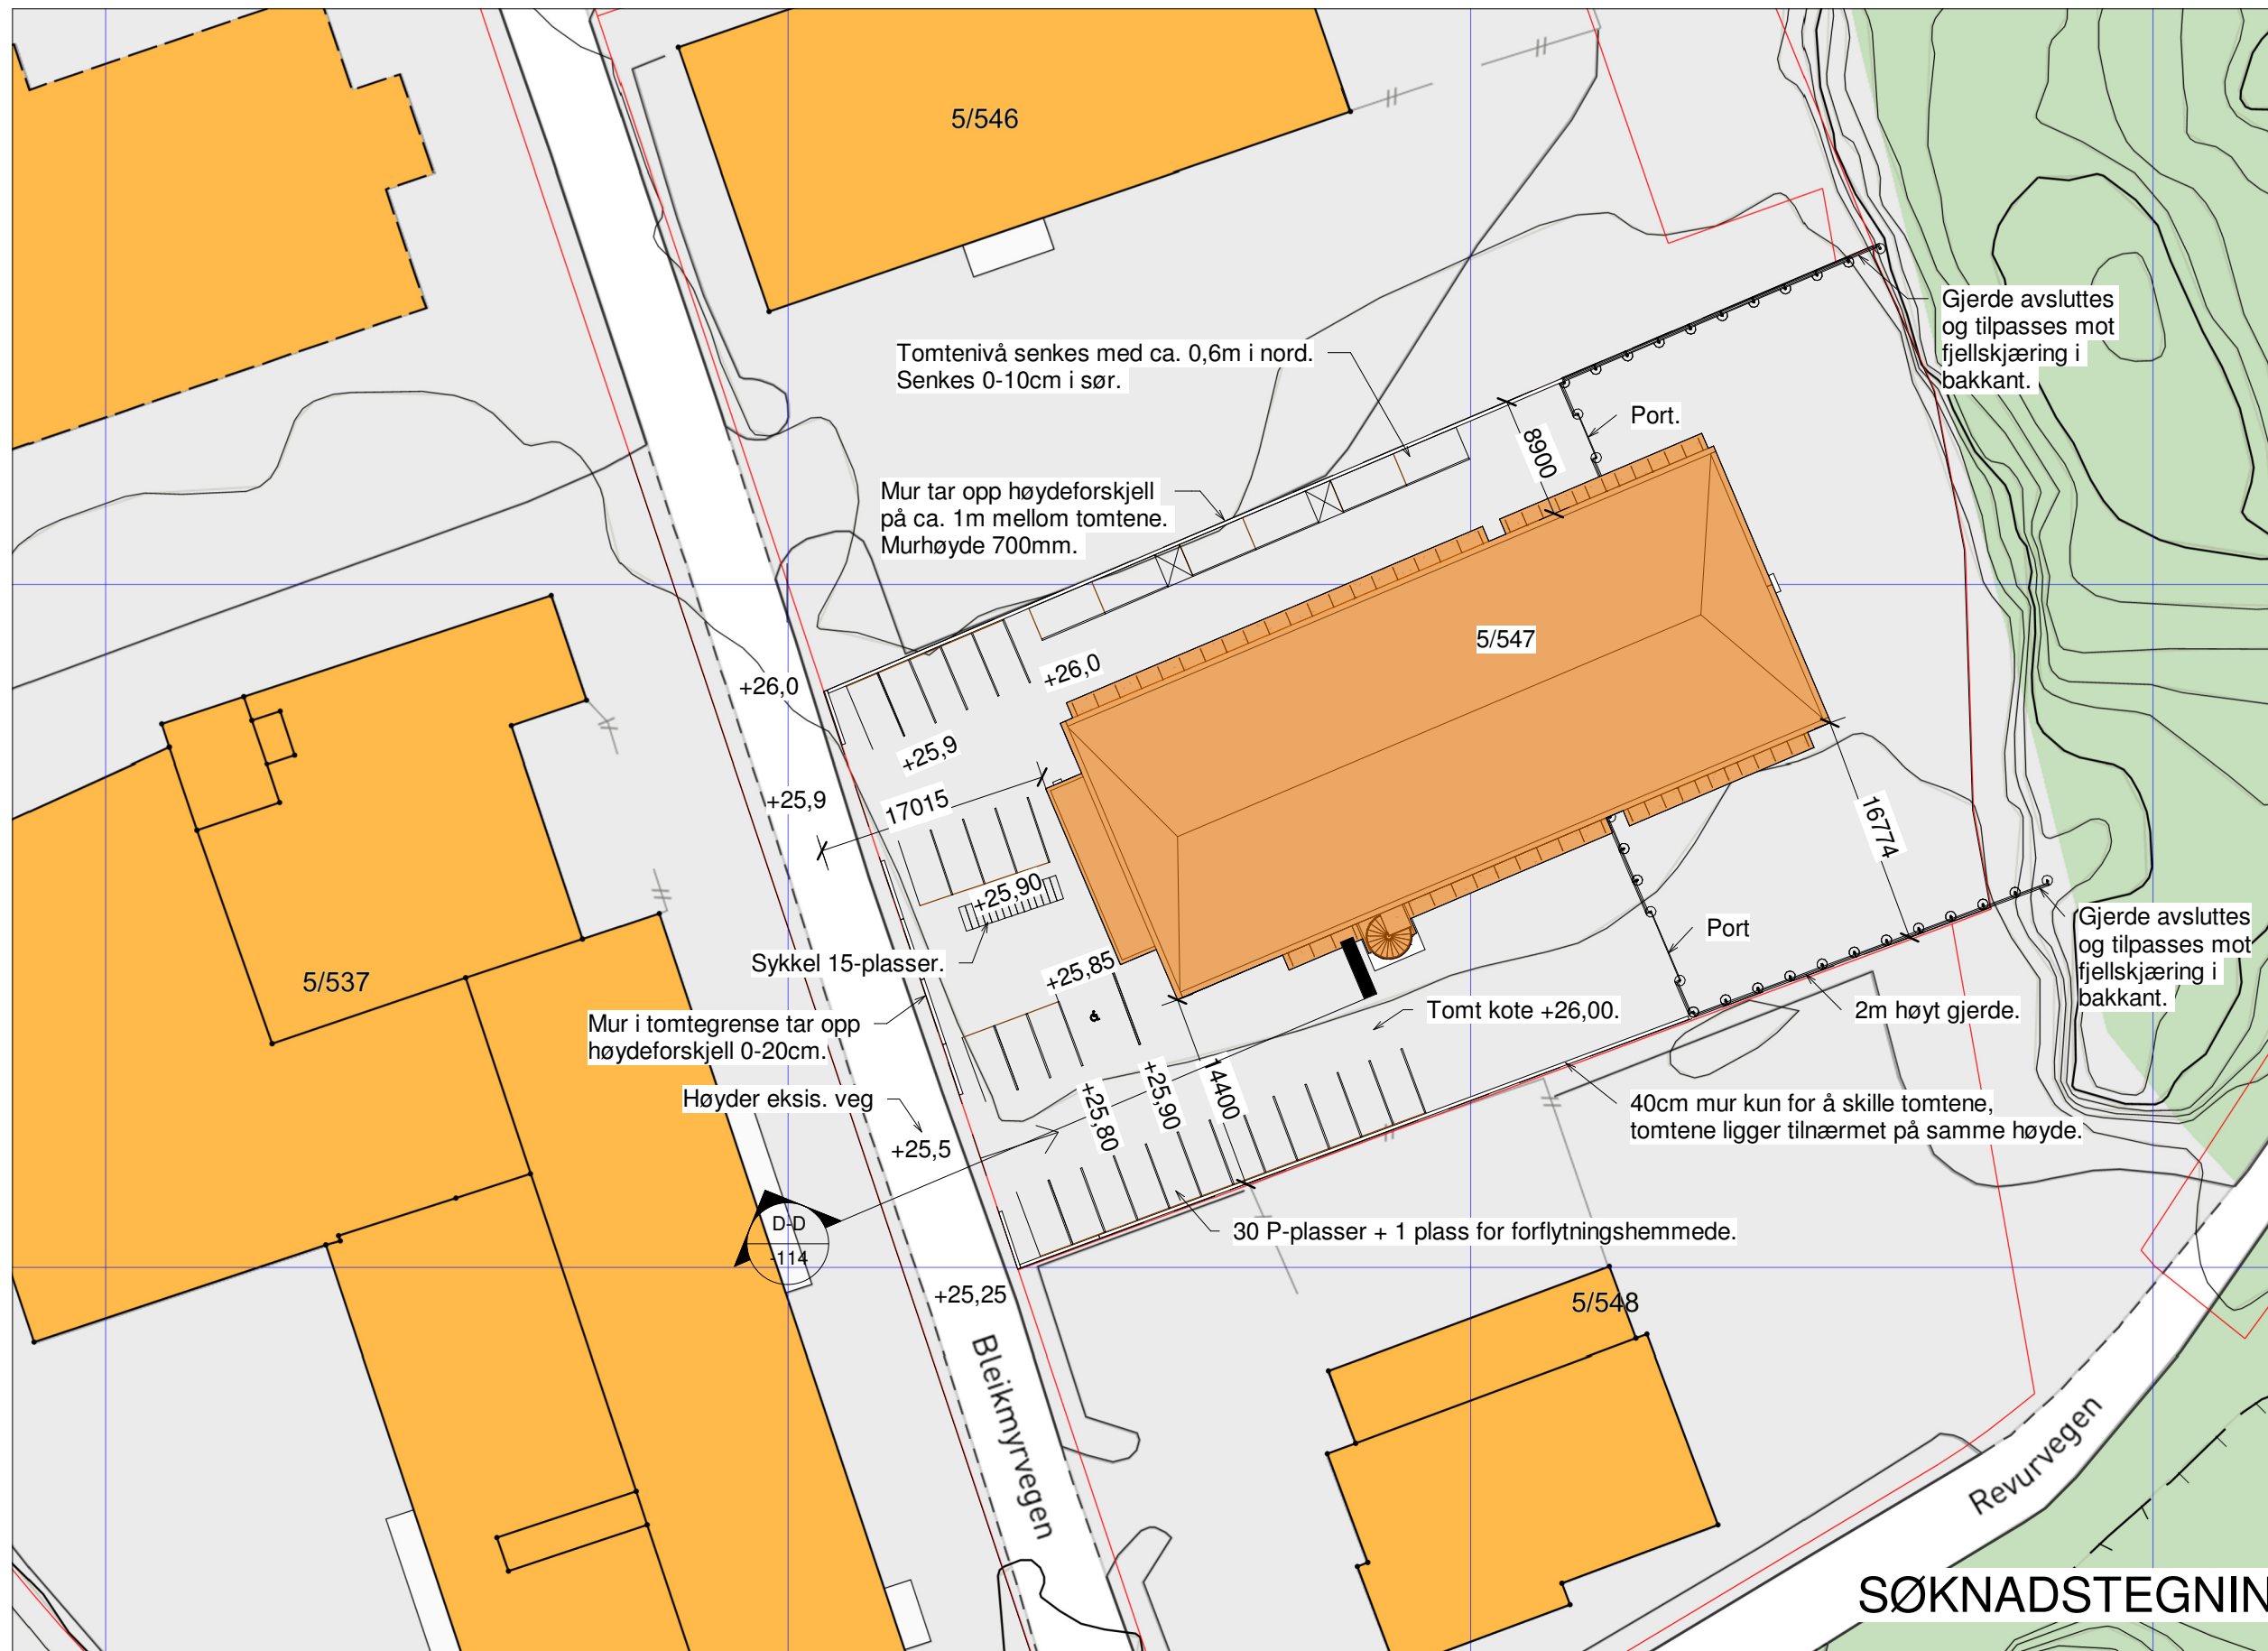 5/546
Gjerde avsluttes
og tilpasses mot
fjellskjæring i
bakkant.
Tomtenivå senkes med ca. 0,6m i nord.
Senkes 0-10cm i sør.
Port.
8900
Mur tar opp høydeforskjell
på ca. 1m mellom tomtene.
Murhøyde 700mm.
5/547
+26,0
+26,0
+25,9
+25,9
17015
16774
+25,90
Gjerde avsluttes
og tilpasses mot
fjellskjæring i
bakkant.
Port
Sykkel 15-plasser.
+25,85
5/537
Tomt kote +26,00.
2m høyt gjerde.
Mur i tomtegrense tar opp
høydeforskjell 0-20cm.
Høyder eksis. veg
+25,80
+25,90
14400
40cm mur kun for å skille tomtene,
tomtene ligger tilnærmet på samme høyde.
+25,5
D-D
-114
30 P-plasser + 1 plass for forflytningshemmede.
+25,25
5/548
Bleikmyrvegen
Revurvegen
SØKNADSTEGNIN